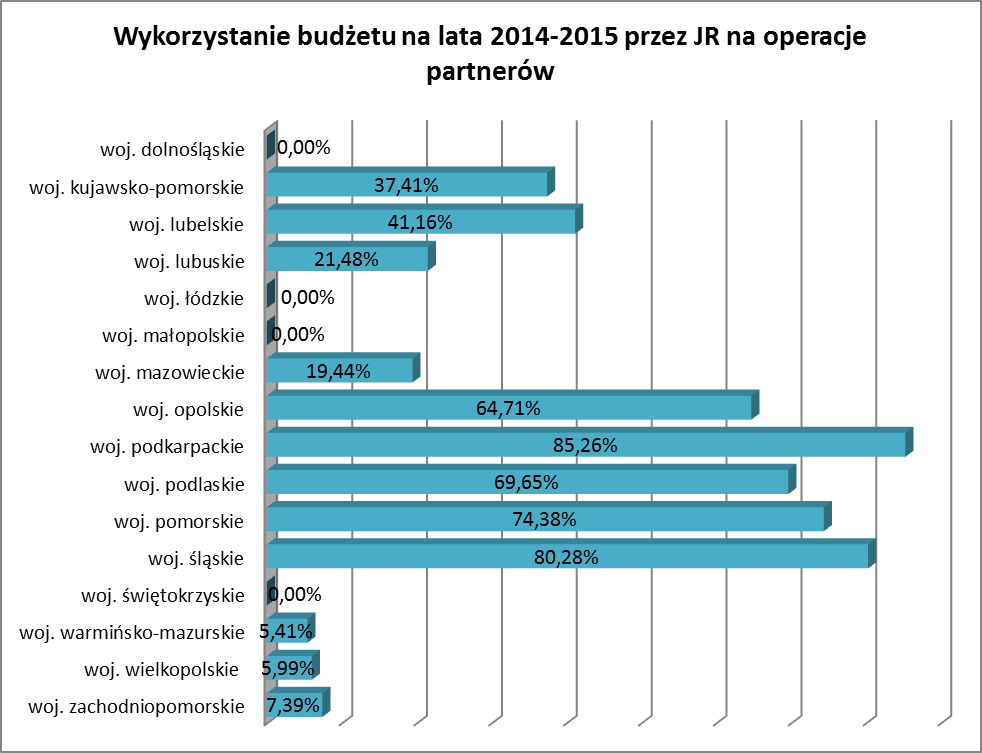 Wykorzystanie budżetu na lata 2014-2015 przez JR na operacje
partnerów
woj. dolnośląskie 0,00%
woj. kujawsko-pomorskie 37,41%
woj. lubelskie 41,16%
woj. lubuskie 21,48%
woj. łódzkie 0,00%
woj. małopolskie 0,00%
woj. mazowieckie 19,44%
woj. opolskie 64,71%
woj. podkarpackie 85,26%
woj. podlaskie 69,65%
woj. pomorskie 74,38%
woj. śląskie 80,28%
woj. świętokrzyskie 0,00%
woj. warmińsko-mazurskie 5,41%
woj. wielkopolskie 5,99%
woj. zachodniopomorskie 7,39%